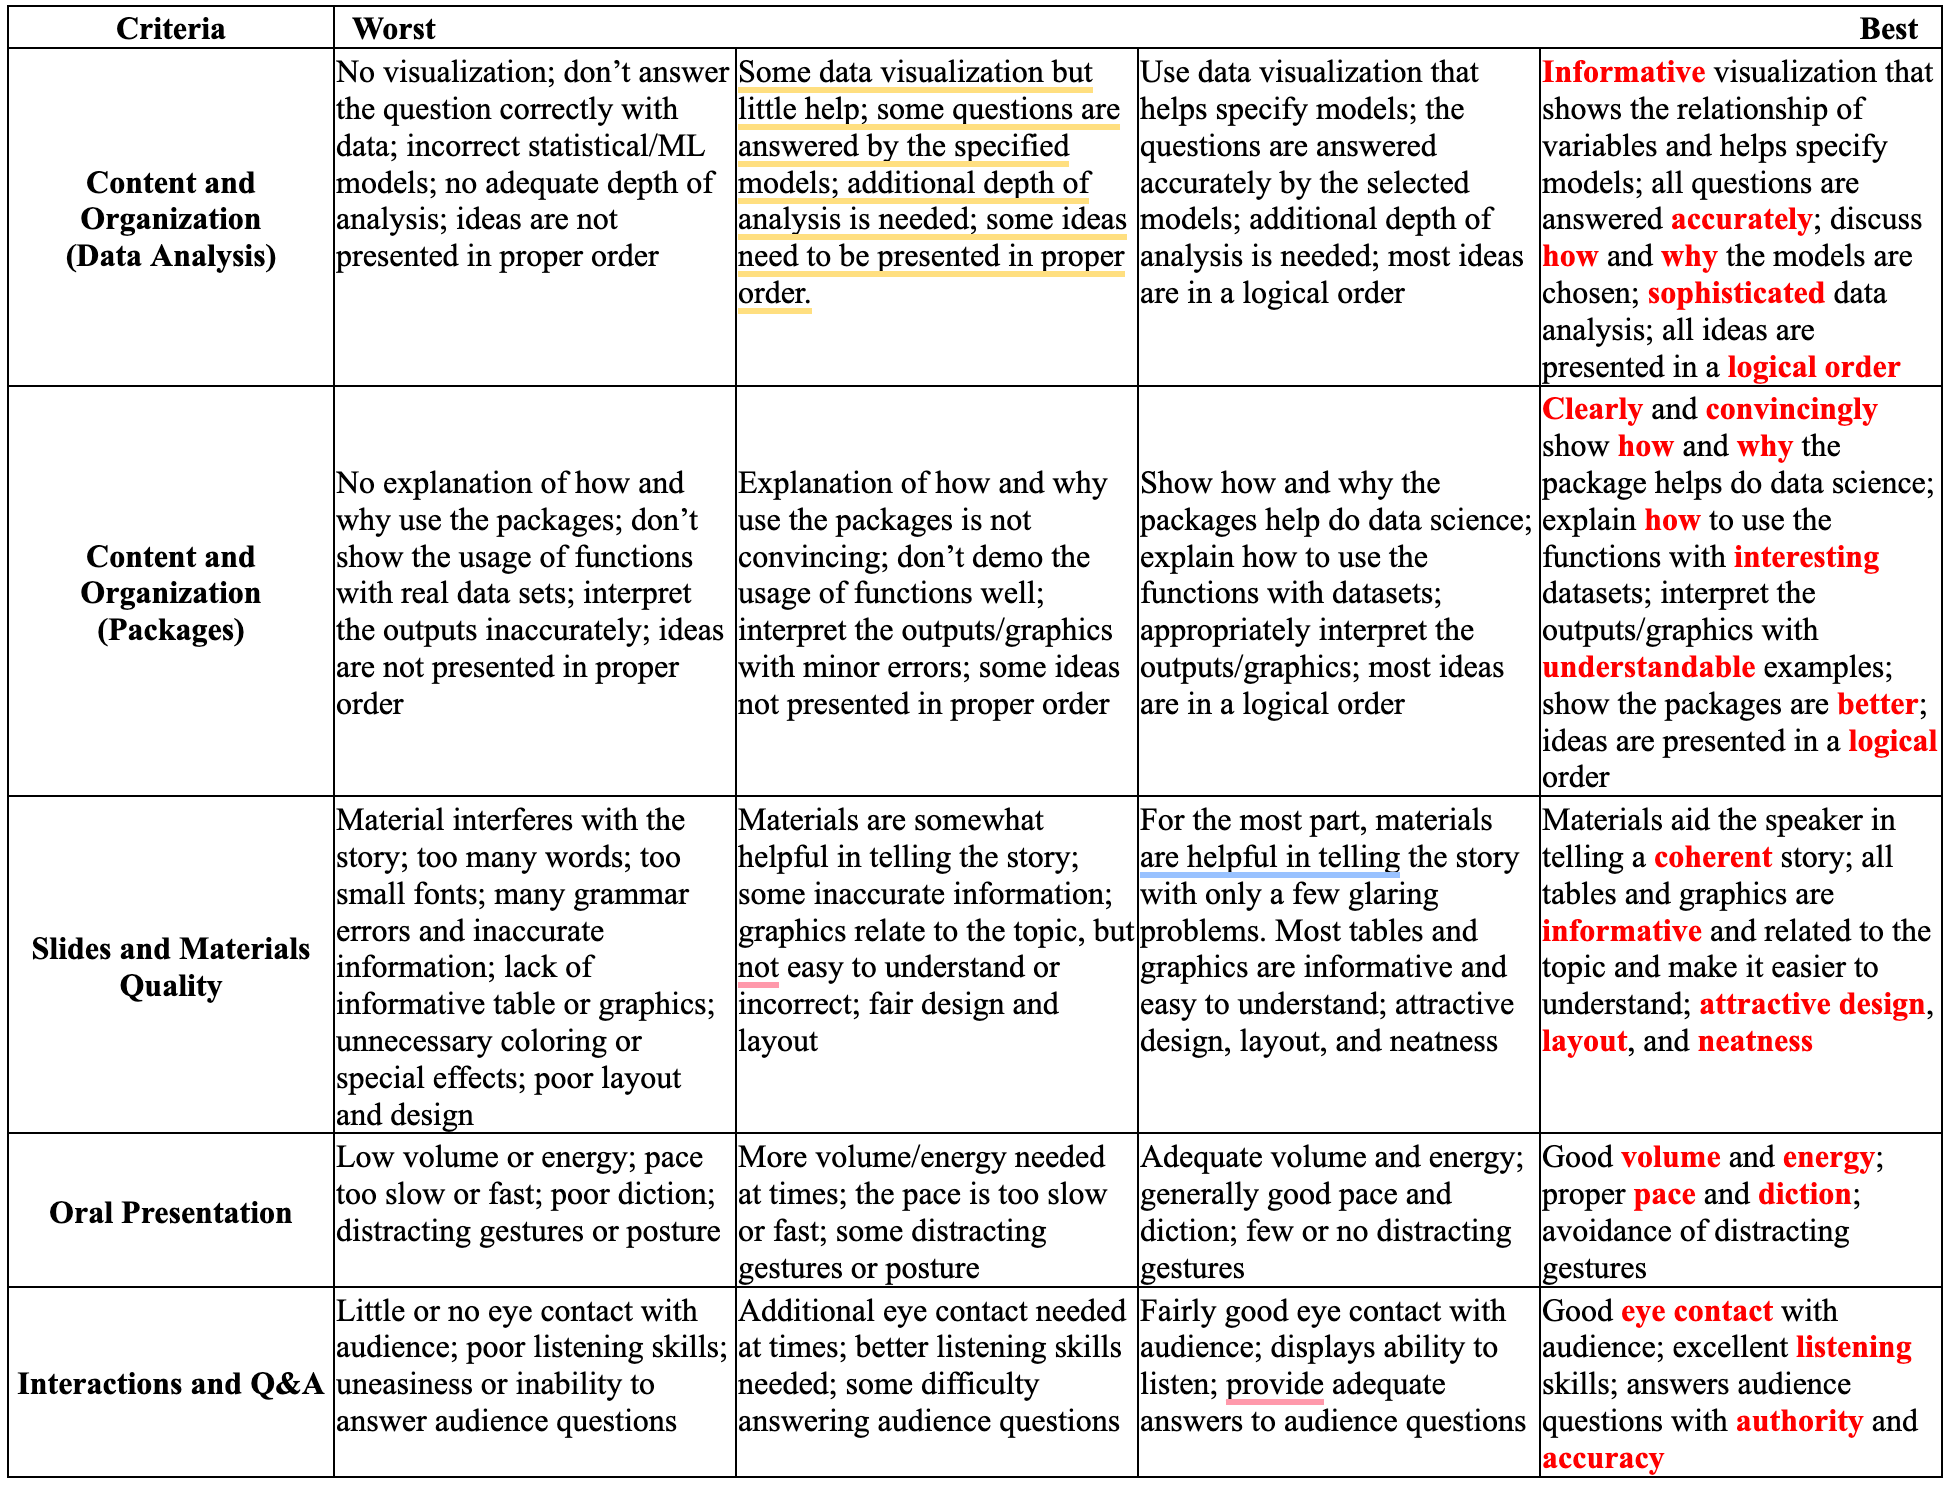 Criteria
Worst
Best
Content and
Organization
(Data Analysis)
No visualization; don’t answer
the question correctly with
data; incorrect statistical/ML
models; no adequate depth of
analysis; ideas are not
presented in proper order
Some data visualization but
little help; some questions are
answered by the specified
models; additional depth of
analysis is needed; some ideas
need to be presented in proper
order.
Use data visualization that
helps specify models; the
questions are answered
accurately by the selected
models; additional depth of
analysis is needed; most ideas
are in a logical order
Informative visualization that
shows the relationship of
variables and helps specify
models; all questions are
answered accurately; discuss
how and why the models are
chosen; sophisticated data
analysis; all ideas are
presented in a logical order
Content and
Organization
(Packages)
No explanation of how and
why use the packages; don’t
show the usage of functions
with real data sets; interpret
the outputs inaccurately; ideas
are not presented in proper
order
Explanation of how and why
use the packages is not
convincing; don’t demo the
usage of functions well;
interpret the outputs/graphics
with minor errors; some ideas
not presented in proper order
Show how and why the
packages help do data science;
explain how to use the
functions with datasets;
appropriately interpret the
outputs/graphics; most ideas
are in a logical order
Clearly and convincingly
show how and why the
package helps do data science;
explain how to use the
functions with interesting
datasets; interpret the
outputs/graphics with
understandable examples;
show the packages are better;
ideas are presented in a logical
order
Slides and Materials
Quality
Material interferes with the
story; too many words; too
small fonts; many grammar
errors and inaccurate
information; lack of
informative table or graphics;
unnecessary coloring or
special effects; poor layout
and design
Materials are somewhat
helpful in telling the story;
some inaccurate information;
graphics relate to the topic, but
not easy to understand or
incorrect; fair design and
layout
For the most part, materials
are helpful in telling the story
with only a few glaring
problems. Most tables and
graphics are informative and
easy to understand; attractive
design, layout, and neatness
Materials aid the speaker in
telling a coherent story; all
tables and graphics are
informative and related to the
topic and make it easier to
understand; attractive design,
layout, and neatness
Oral Presentation
Low volume or energy; pace
too slow or fast; poor diction;
distracting gestures or posture
More volume/energy needed
at times; the pace is too slow
or fast; some distracting
gestures or posture
Adequate volume and energy;
generally good pace and
diction; few or no distracting
gestures
Good volume and energy;
proper pace and diction;
avoidance of distracting
gestures
Interactions and Q&A
Little or no eye contact with
audience; poor listening skills;
uneasiness or inability to
answer audience questions
Additional eye contact needed
at times; better listening skills
needed; some difficulty
answering audience questions
Fairly good eye contact with
audience; displays ability to
listen; provide adequate
answers to audience questions
Good eye contact with
audience; excellent listening
skills; answers audience
questions with authority and
accuracy